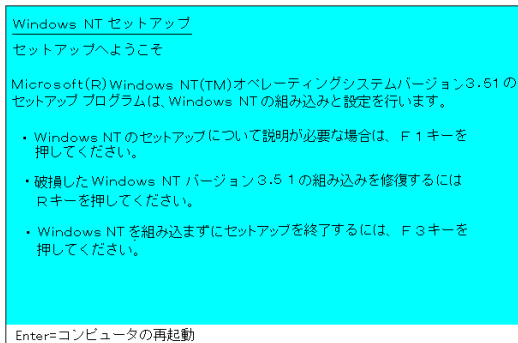 Windows NT セットアップ
セットアップへようこそ
Microsoft(R)Windows NT(TM)オペレーティングシステムバージョン3.51の
セットアップ プログラムは、Windows NTの組み込みと設定を行います。
・Windows NTのセットアップについて説明が必要な場合は、F1キーを
押してください。
・破損したWindows NT バージョン3.51の組み込みを修復するには
Rキーを押してください。
・Windows NTを組み込まずにセットアップを終了するには、F3キーを
押してください。
Enter=コンピュータの再起動